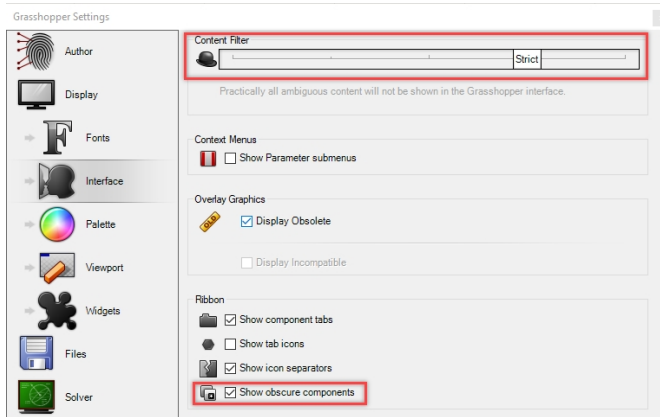 Grasshopper Settings
Author
Display
Fonts
Interface
Palette
Viewport
Widgets
Files
Solver
Content Filter
Strict
Practically all ambiguous content will not be shown in the Grasshopper interface.
Context Menus
Show Parameter submenus
Overlay Graphics
OLD
Display Obsolete
Display Incompatible
Ribbon
Show component tabs
Show tab icons
Show icon separators
Show obscure components